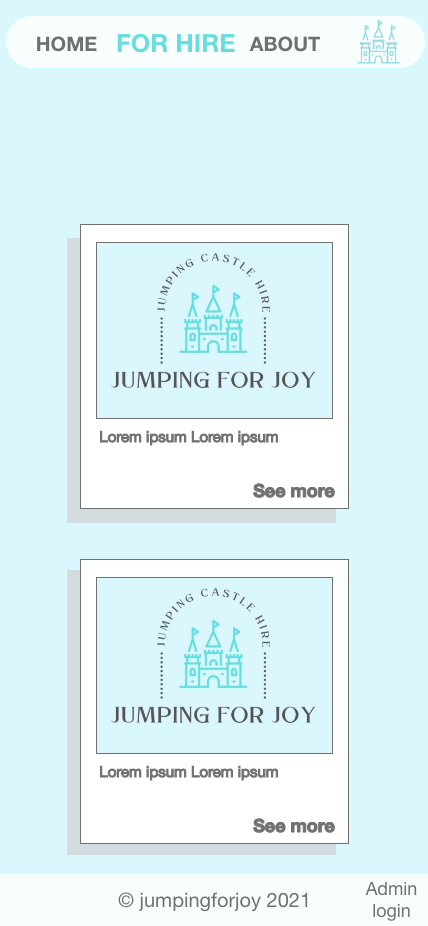 HOME FOR HIRE ABOUT
JUMPING CASTLE HIRE
JUMPING FOR JOY
Lorem ipsum Lorem ipsum
See more
JUMPING CASTLE HIRE
JUMPING FOR JOY
Lorem ipsum Lorem ipsum
See more
© jumpingforjoy 2021
Admin
login